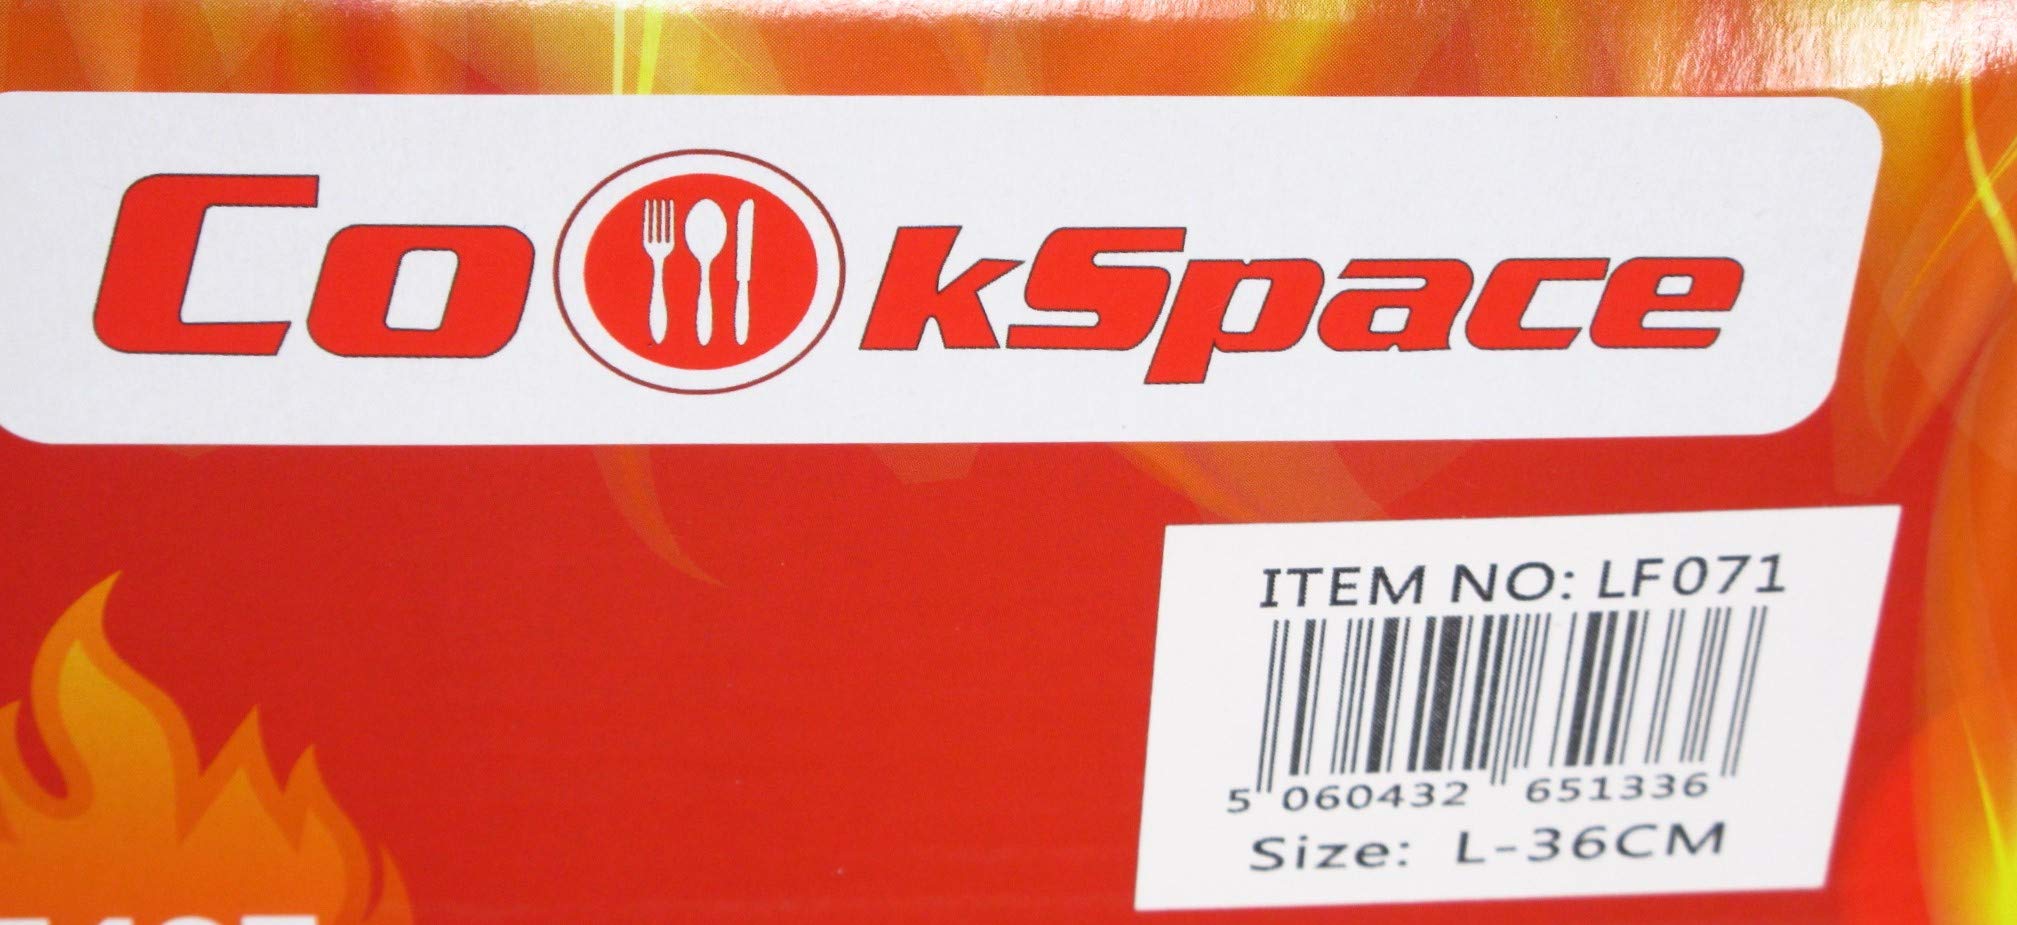 CookSpace
ITEM NO: LF071
5 060432 651336
Size: L-36CM